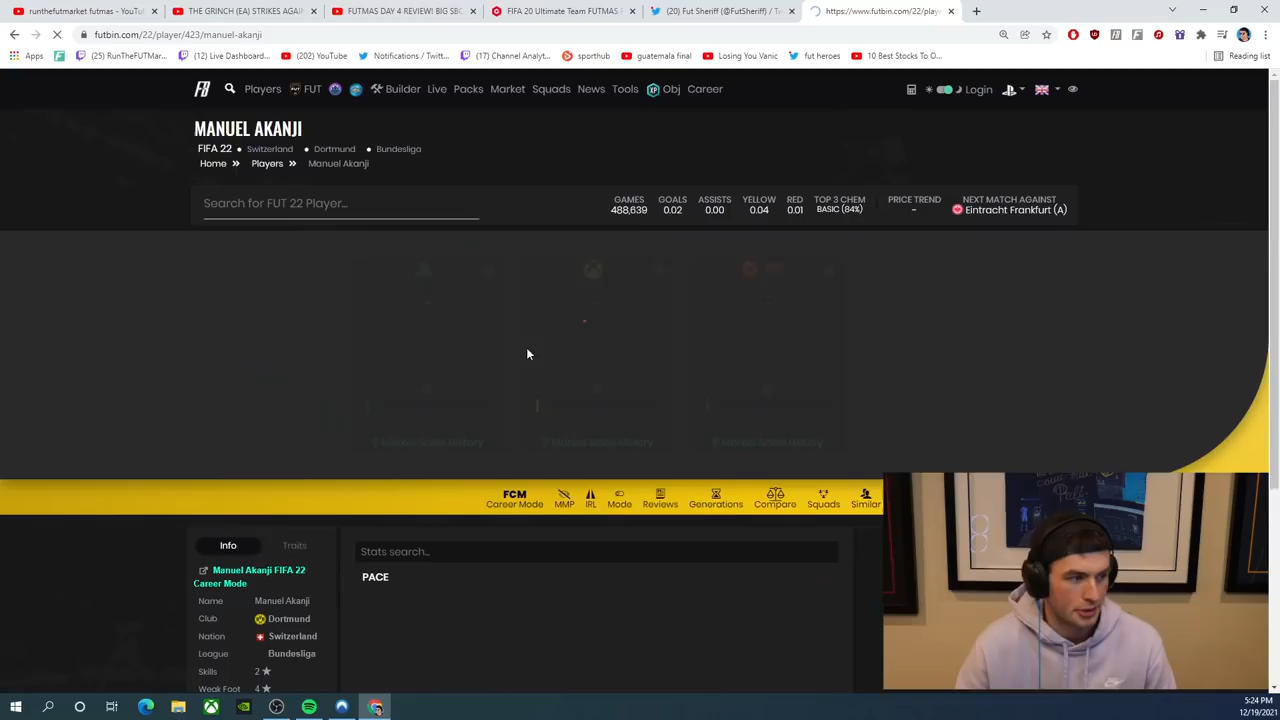 runthefutmarket futmas - YouTub
THE GRINCH (EA) STRIKES AGAIN
FUTMAS DAY 4 REVIEW! BIG SBC
FIFA 20 Ultimate Team FUTMAS F
(20) Fut Sheriff (@FutSheriff) / Tw
https://www.futbin.com/22/playe
futbin.com/22/player/423/manuel-akanji
Apps
(25) RunTheFUTMar...
(12) Live Dashboard...
(202) YouTube
Notifications / Twitt...
(17) Channel Analyt...
sporthub
guatemala final
Losing You Vanic
fut heroes
10 Best Stocks To O...
Reading list
Players
FUT
Builder
Live
Packs
Market
Squads
News
Tools
XP
Obj
Career
Login
MANUEL AKANJI
FIFA 22
Switzerland
Dortmund
Bundesliga
Home
Players
Manuel Akanji
Search for FUT 22 Player...
GAMES
488,639
GOALS
0.02
ASSISTS
0.00
YELLOW
0.04
RED
0.01
TOP 3 CHEM
BASIC (84%)
PRICE TREND
-
NEXT MATCH AGAINST
Eintracht Frankfurt (A)
FCM
Career Mode
MMP
IRL
Mode
Reviews
Generations
Compare
Squads
Similar
Info
Traits
Manuel Akanji FIFA 22
Career Mode
Name
Manuel Akanji
Club
Dortmund
Nation
Switzerland
League
Bundesliga
Skills
2
Weak Foot
4
Stats search...
PACE
5:24 PM
12/19/2021